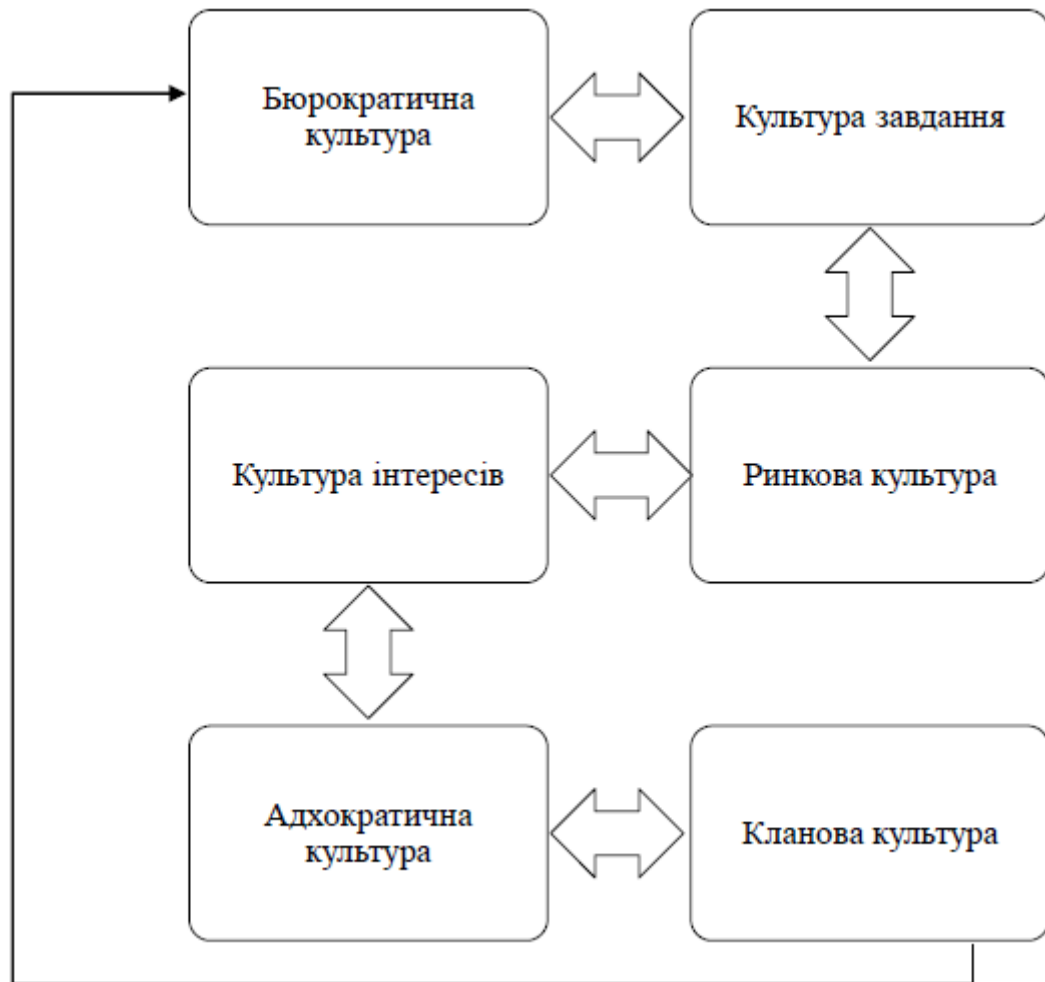 Бюрократична
культура
Культура завдання
Культура інтересів
Ринкова культура
Адхократична
культура
Кланова культура